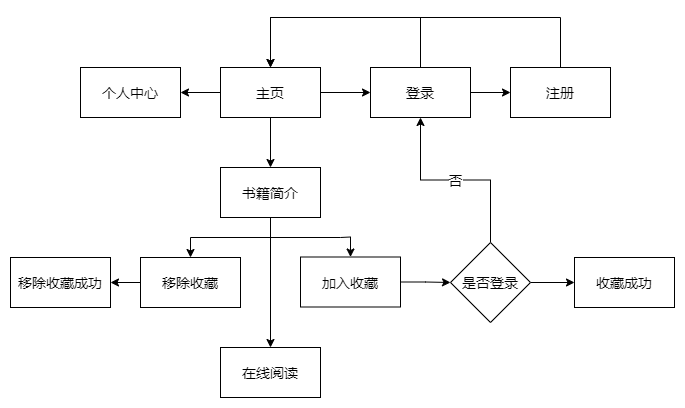 个人中心
主页
登录
注册
否
书籍简介
移除收藏成功
移除收藏
加入收藏
是否登录
收藏成功
在线阅读